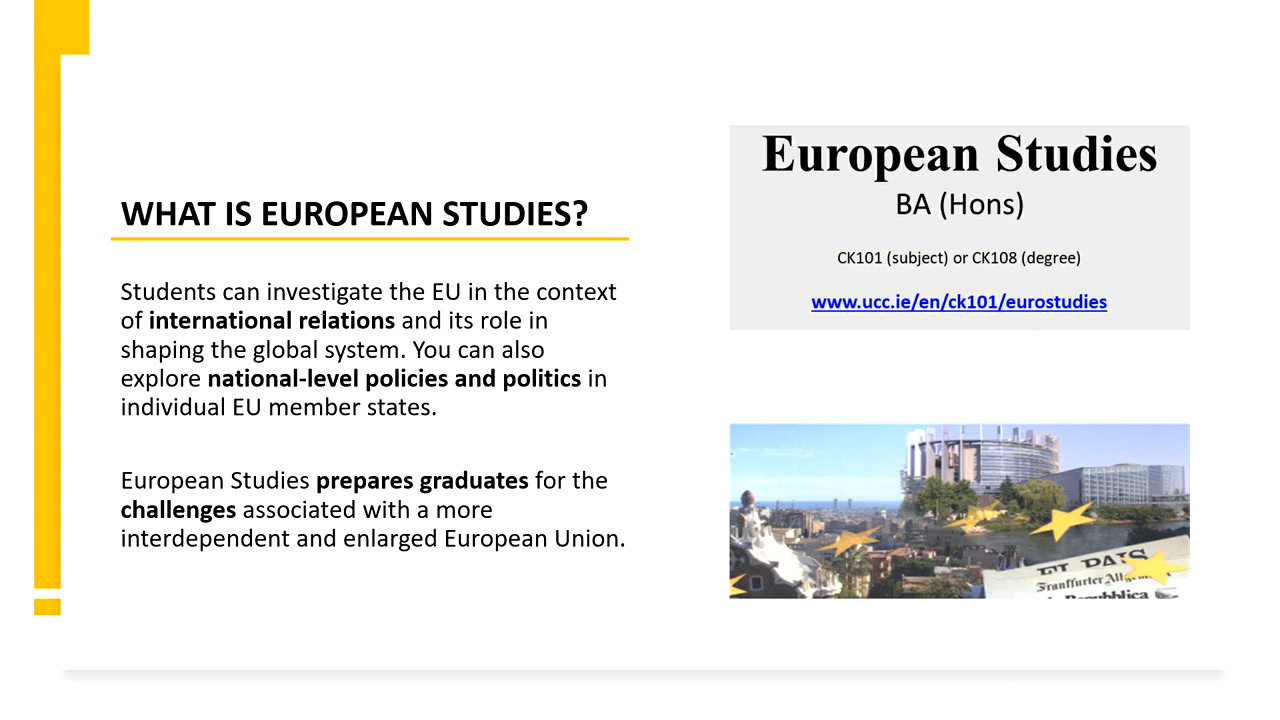 WHAT IS EUROPEAN STUDIES?
Students can investigate the EU in the context
of international relations and its role in
shaping the global system. You can also
explore national-level policies and politics in
individual EU member states.
European Studies prepares graduates for the
challenges associated with a more
interdependent and enlarged European Union.
European Studies
BA (Hons)
CK101 (subject) or CK108 (degree)
www.ucc.ie/en/ck101/eurostudies
EL PAIS
Frankfurter